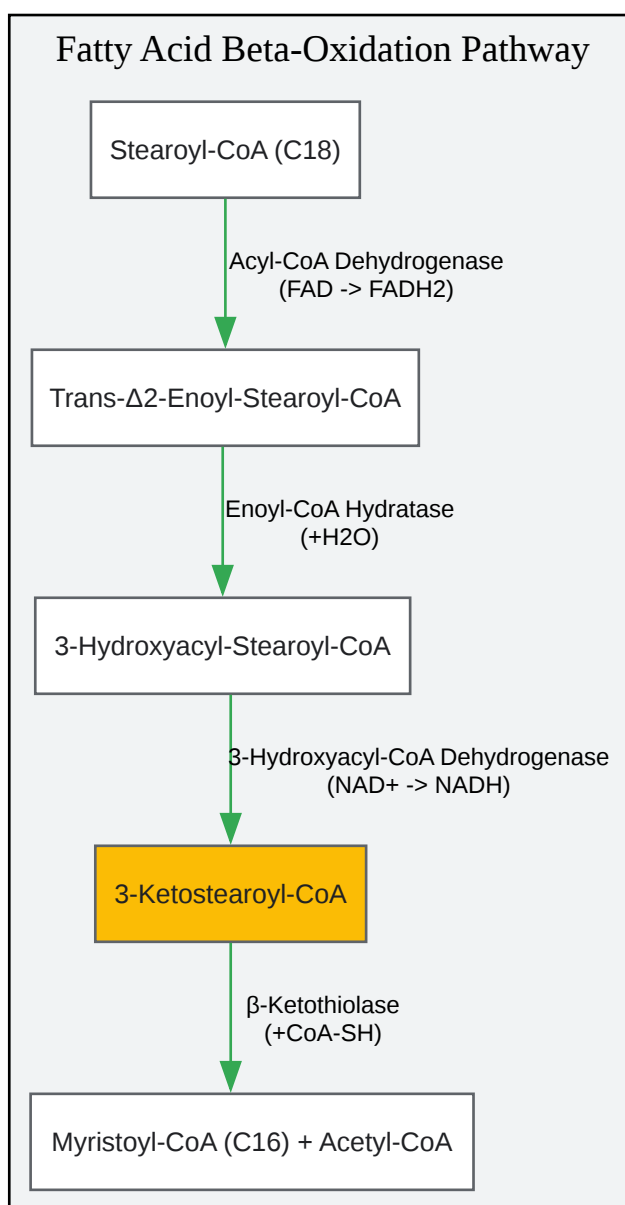 Fatty Acid Beta-Oxidation Pathway
Stearoyl-CoA (C18)
Acyl-CoA Dehydrogenase
(FAD -> FADH2)
Trans-Δ2-Enoyl-Stearoyl-CoA
Enoyl-CoA Hydratase
(+H2O)
3-Hydroxyacyl-Stearoyl-CoA
3-Hydroxyacyl-CoA Dehydrogenase
(NAD+ -> NADH)
3-Ketostearoyl-CoA
β-Ketothiolase
(+CoA-SH)
Myristoyl-CoA (C16) + Acetyl-CoA